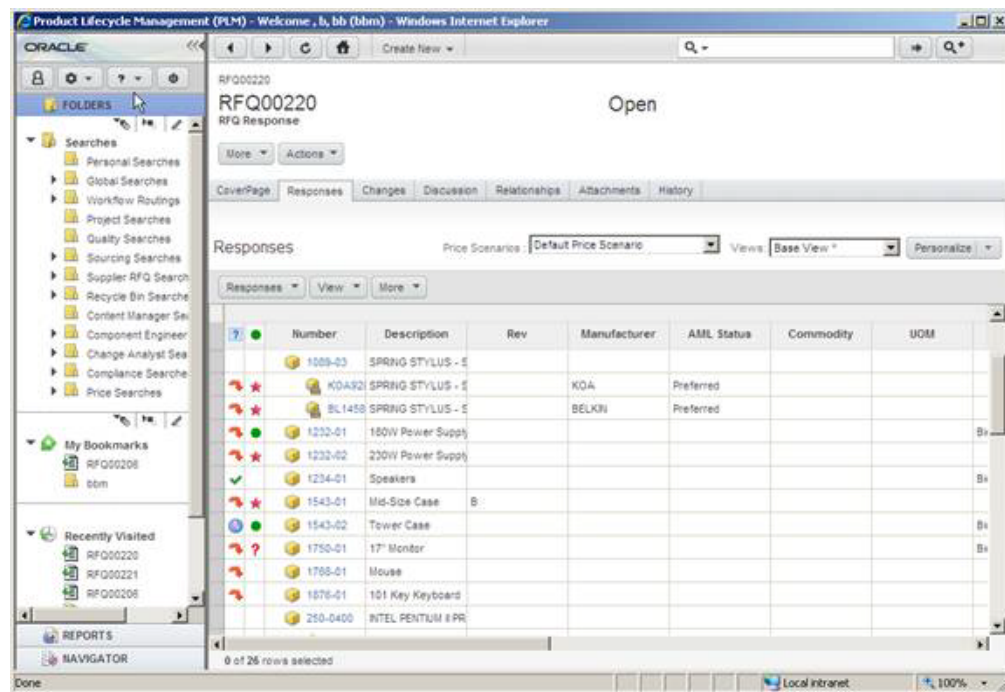 Product Lifecycle Management (PLM) - Welcome , b, bb (bbm) - Windows Internet Explorer
ORACLE
Create New
FOLDERS
Searches
Personal Searches
Global Searches
Workflow Routings
Project Searches
Quality Searches
Sourcing Searches
Supplier RFQ Search
Recycle Bin Searche
Content Manager Se
Component Engineer
Change Analyst Sea
Compliance Searche
Price Searches
My Bookmarks
RFQ00206
bbm
Recently Visited
RFQ00220
RFQ00221
RFQ00206
REPORTS
NAVIGATOR
RFQ00220
RFQ00220 Open
RFQ Response
More Actions
CoverPage Responses Changes Discussion Relationships Attachments History
Responses Price Scenarios : Default Price Scenario Views: Base View * Personalize
Responses View More
? Number Description Rev Manufacturer AML Status Commodity UOM
1089-03 SPRING STYLUS - S
KOA92 SPRING STYLUS - S KOA Preferred
BL1458 SPRING STYLUS - S BELKIN Preferred
1232-01 180W Power Supply
1232-02 230W Power Supply
1234-01 Speakers
1543-01 Mid-Size Case B
1543-02 Tower Case
? 1750-01 17" Monitor
1768-01 Mouse
1876-01 101 Key Keyboard
250-0400 INTEL PENTIUM II PR
0 of 26 rows selected
Done Local intranet 100%